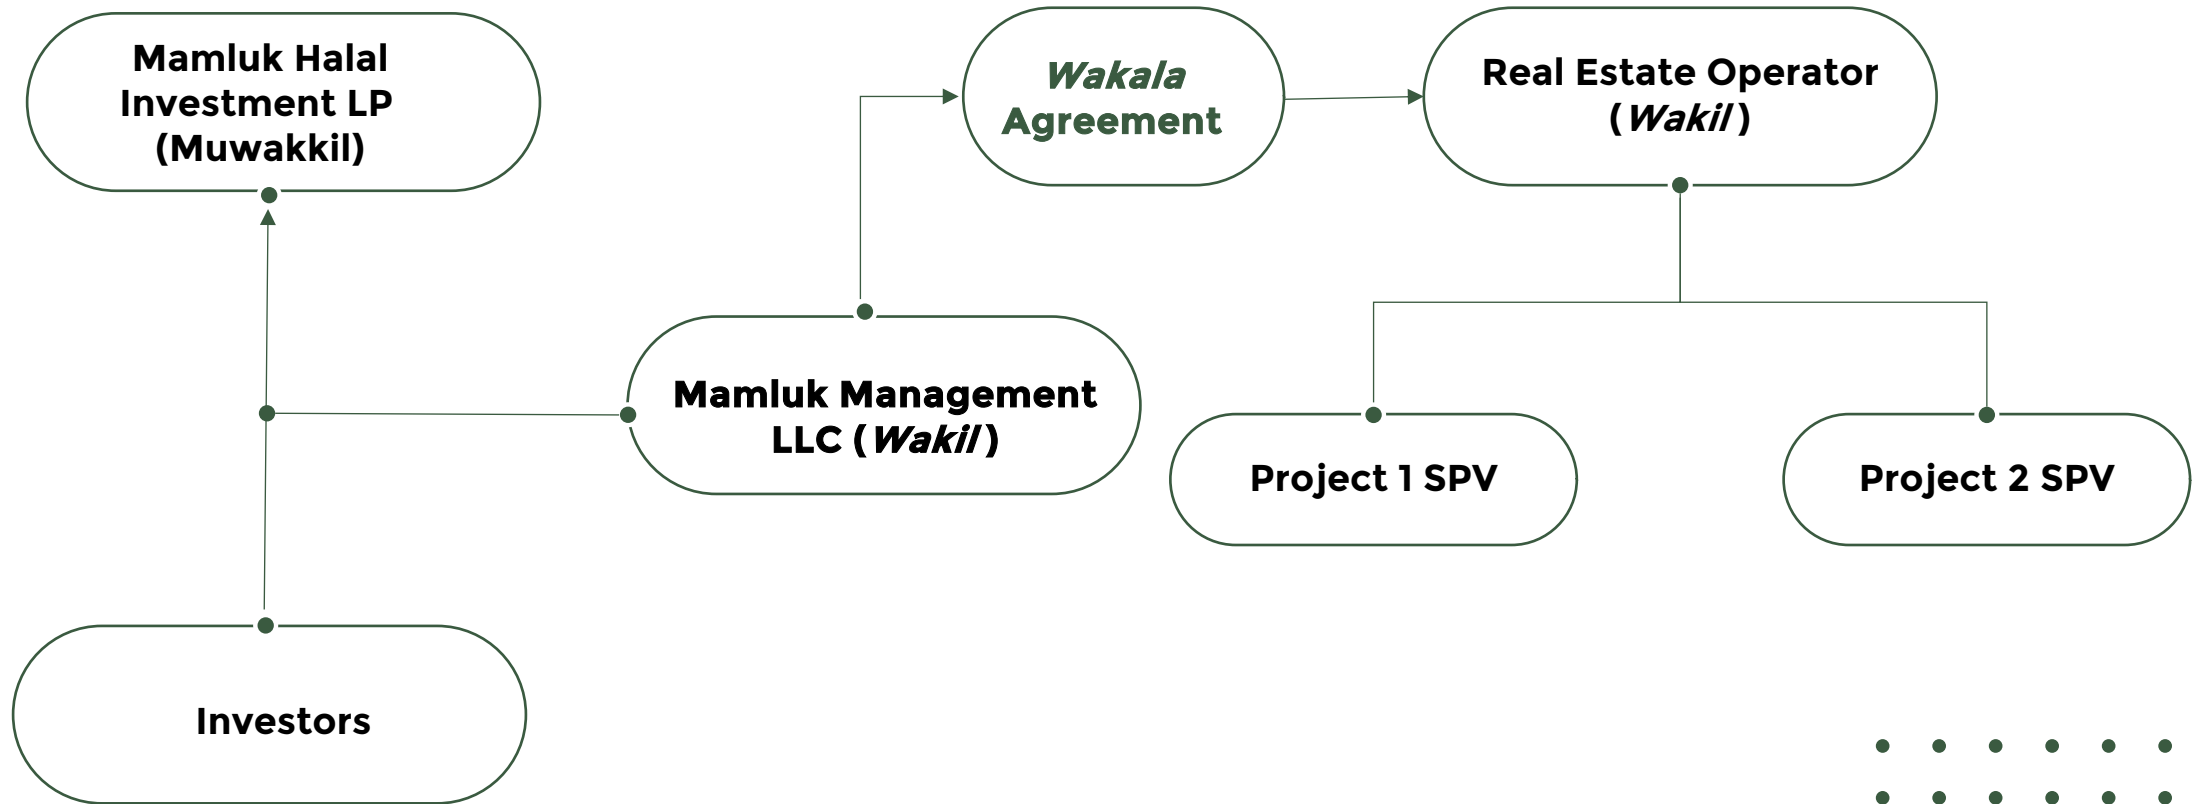 Mamluk Halal
Investment LP
(Muwakkil)
Wakala
Agreement
Real Estate Operator
(Wakil)
Mamluk Management
LLC (Wakil)
Project 1 SPV
Project 2 SPV
Investors